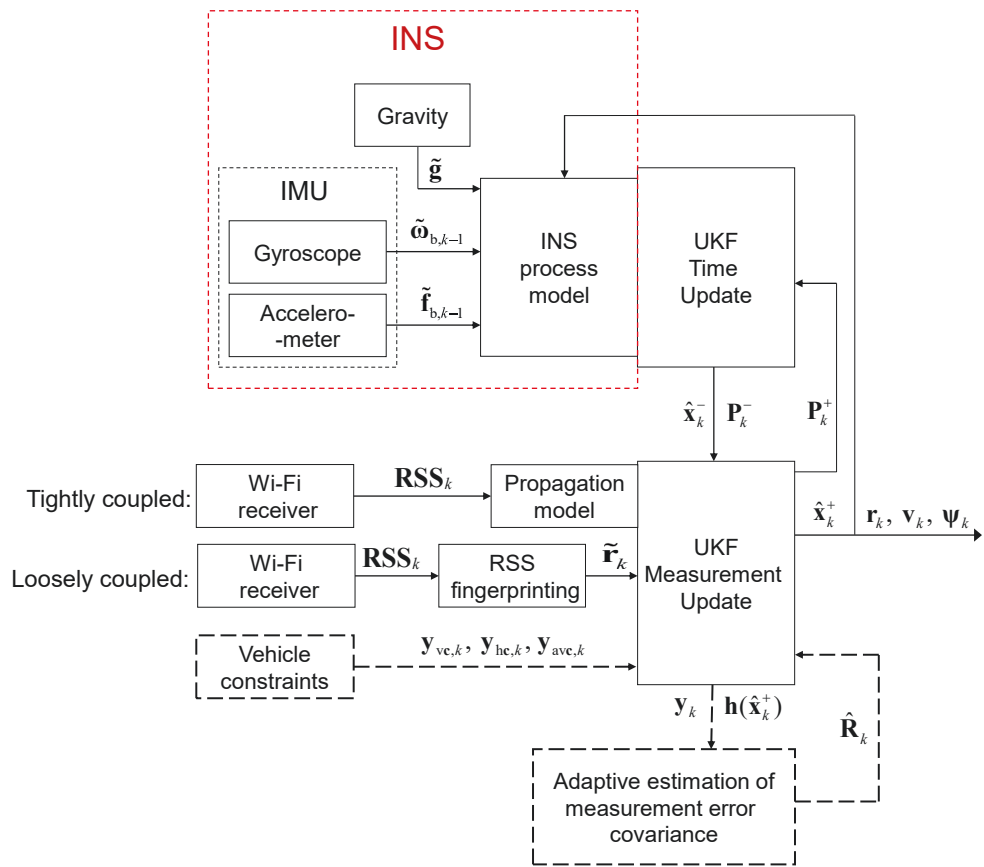 INS
Gravity
g̃
IMU
Gyroscope
ω̃b,k−1
Accelero-
-meter
f̃b,k−1
INS
process
model
UKF
Time
Update
x̂k− Pk−
Pk+
Tightly coupled:
Wi-Fi
receiver
RSSk
Propagation
model
Loosely coupled:
Wi-Fi
receiver
RSSk
RSS
fingerprinting
r̃k
UKF
Measurement
Update
x̂k+
rk, vk, ψk
Vehicle
constraints
yvc,k, yhc,k, yavc,k
yk h(x̂k+)
R̂k
Adaptive estimation of
measurement error
covariance